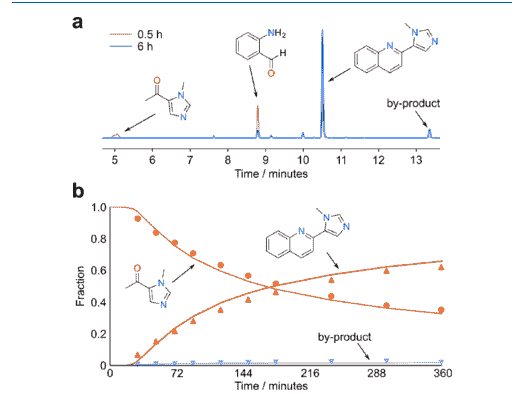 a
0.5 h
6 h
NH₂
H
O
N
N
N
O
N
N
by-product
5 6 7 8 9 10 11 12 13
Time / minutes
b
1.0
0.8
0.6
0.4
0.2
0
Fraction
O
N
N
N
N
N
by-product
0 72 144 216 288 360
Time / minutes